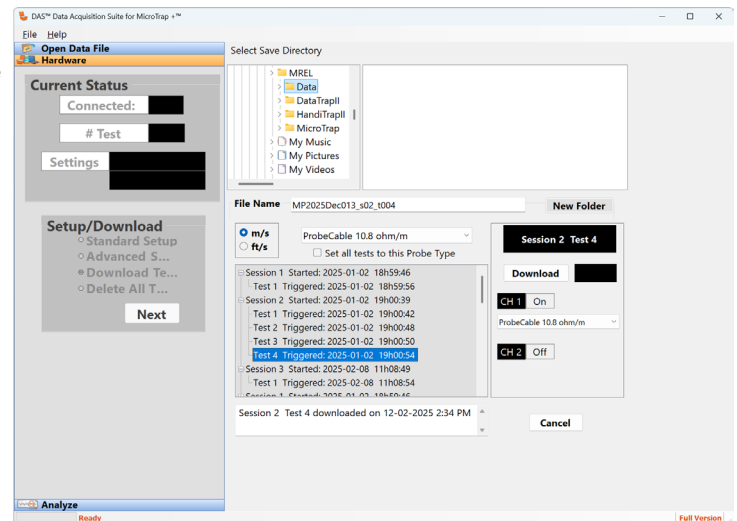 DAS™ Data Acquisition Suite for MicroTrap +™
File Help
Open Data File
Hardware
Current Status
Connected:
# Test
Settings
Setup/Download
Standard Setup
Advanced S...
Download Te...
Delete All T...
Next
Analyze
Select Save Directory
MREL
Data
DataTrapII
HandiTrapII
MicroTrap
My Music
My Pictures
My Videos
File Name MP2025Dec013_s02_t004 New Folder
m/s
ft/s
ProbeCable 10.8 ohm/m
Set all tests to this Probe Type
Session 1 Started: 2025-01-02 18h59:46
Test 1 Triggered: 2025-01-02 18h59:56
Session 2 Started: 2025-01-02 19h00:39
Test 1 Triggered: 2025-01-02 19h00:42
Test 2 Triggered: 2025-01-02 19h00:48
Test 3 Triggered: 2025-01-02 19h00:50
Test 4 Triggered: 2025-01-02 19h00:54
Session 3 Started: 2025-02-08 11h08:49
Test 1 Triggered: 2025-02-08 11h08:54
Session 1 Started: 2025-01-02 18h59:46
Session 2 Test 4 downloaded on 12-02-2025 2:34 PM
Session 2 Test 4
Download
CH 1 On
ProbeCable 10.8 ohm/m
CH 2 Off
Cancel
Ready
Full Version